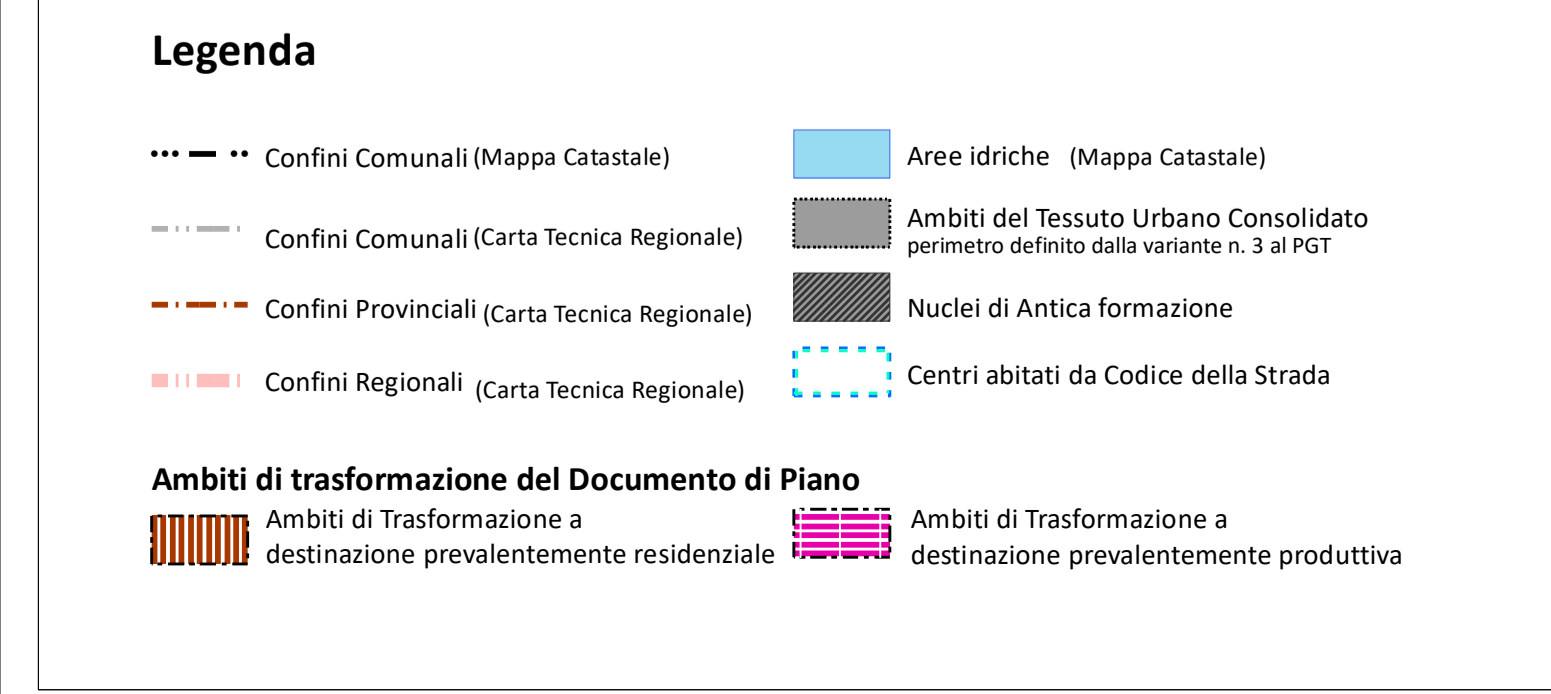 Legenda
Confini Comunali (Mappa Catastale)
Confini Comunali (Carta Tecnica Regionale)
Confini Provinciali (Carta Tecnica Regionale)
Confini Regionali (Carta Tecnica Regionale)
Aree idriche (Mappa Catastale)
Ambiti del Tessuto Urbano Consolidato
perimetro definito dalla variante n. 3 al PGT
Nuclei di Antica formazione
Centri abitati da Codice della Strada
Ambiti di trasformazione del Documento di Piano
Ambiti di Trasformazione a
destinazione prevalentemente residenziale
Ambiti di Trasformazione a
destinazione prevalentemente produttiva